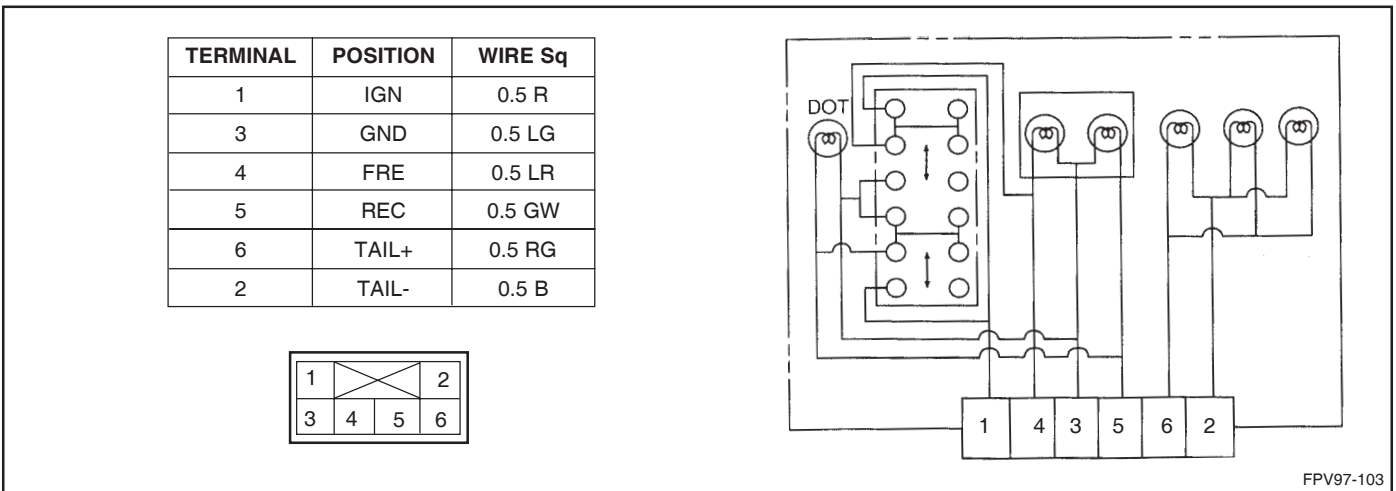 TERMINAL POSITION WIRE Sq
1 IGN 0.5 R
3 GND 0.5 LG
4 FRE 0.5 LR
5 REC 0.5 GW
6 TAIL+ 0.5 RG
2 TAIL- 0.5 B
1 2
3 4 5 6
DOT
1 4 3 5 6 2
FPV97-103